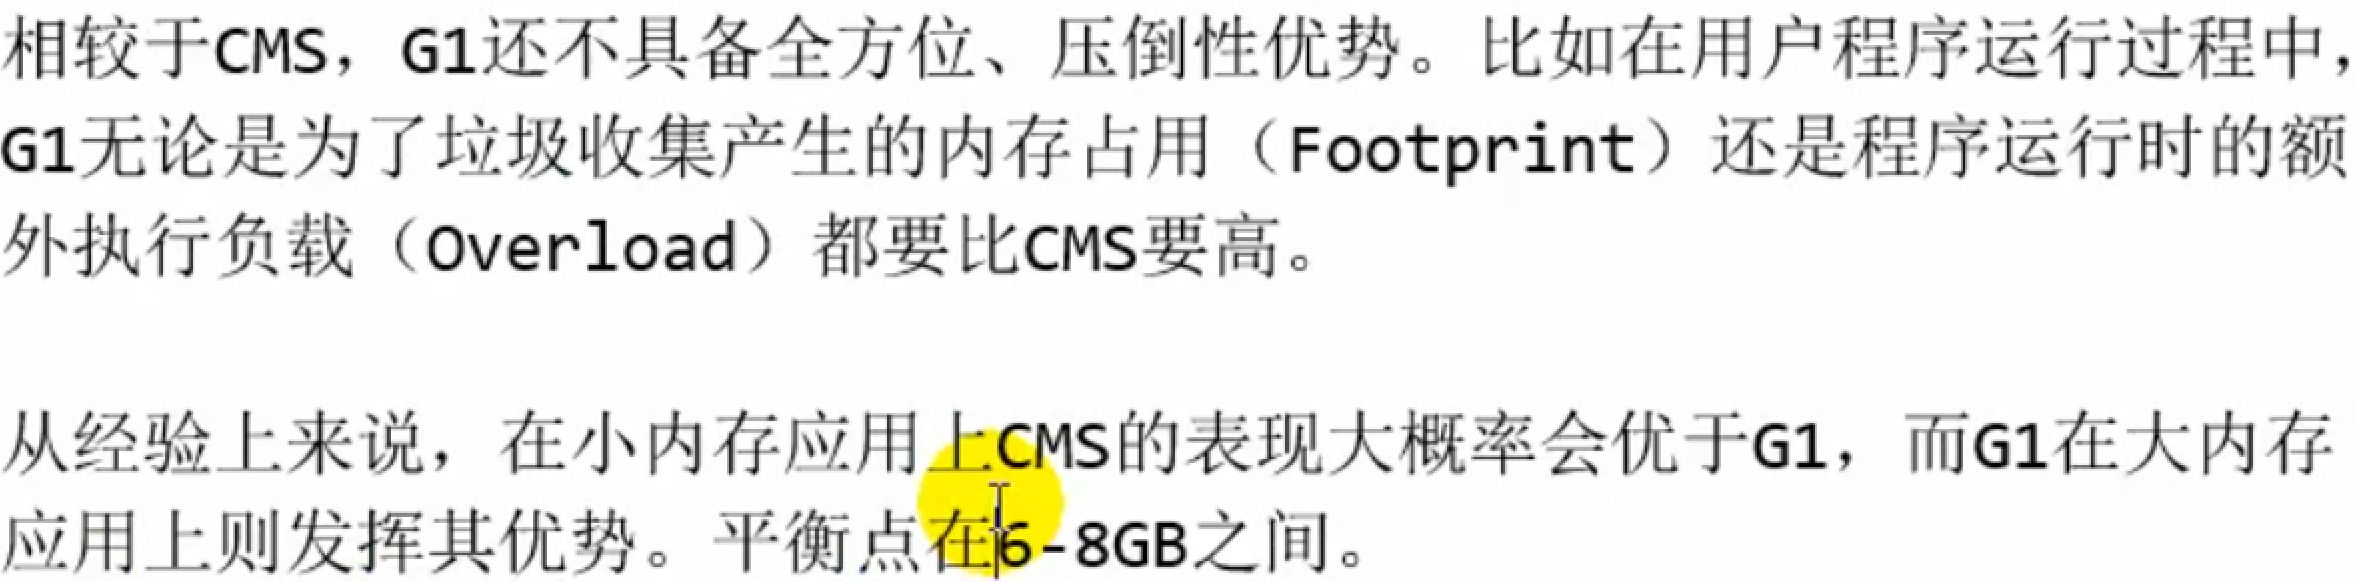 相较于CMS，G1还不具备全方位、压倒性优势。比如在用户程序运行过程中，
G1无论是为了垃圾收集产生的内存占用（Footprint）还是程序运行时的额
外执行负载（Overload）都要比CMS要高。
从经验上来说，在小内存应用上CMS的表现大概率会优于G1，而G1在大内存
应用上则发挥其优势。平衡点在6-8GB之间。